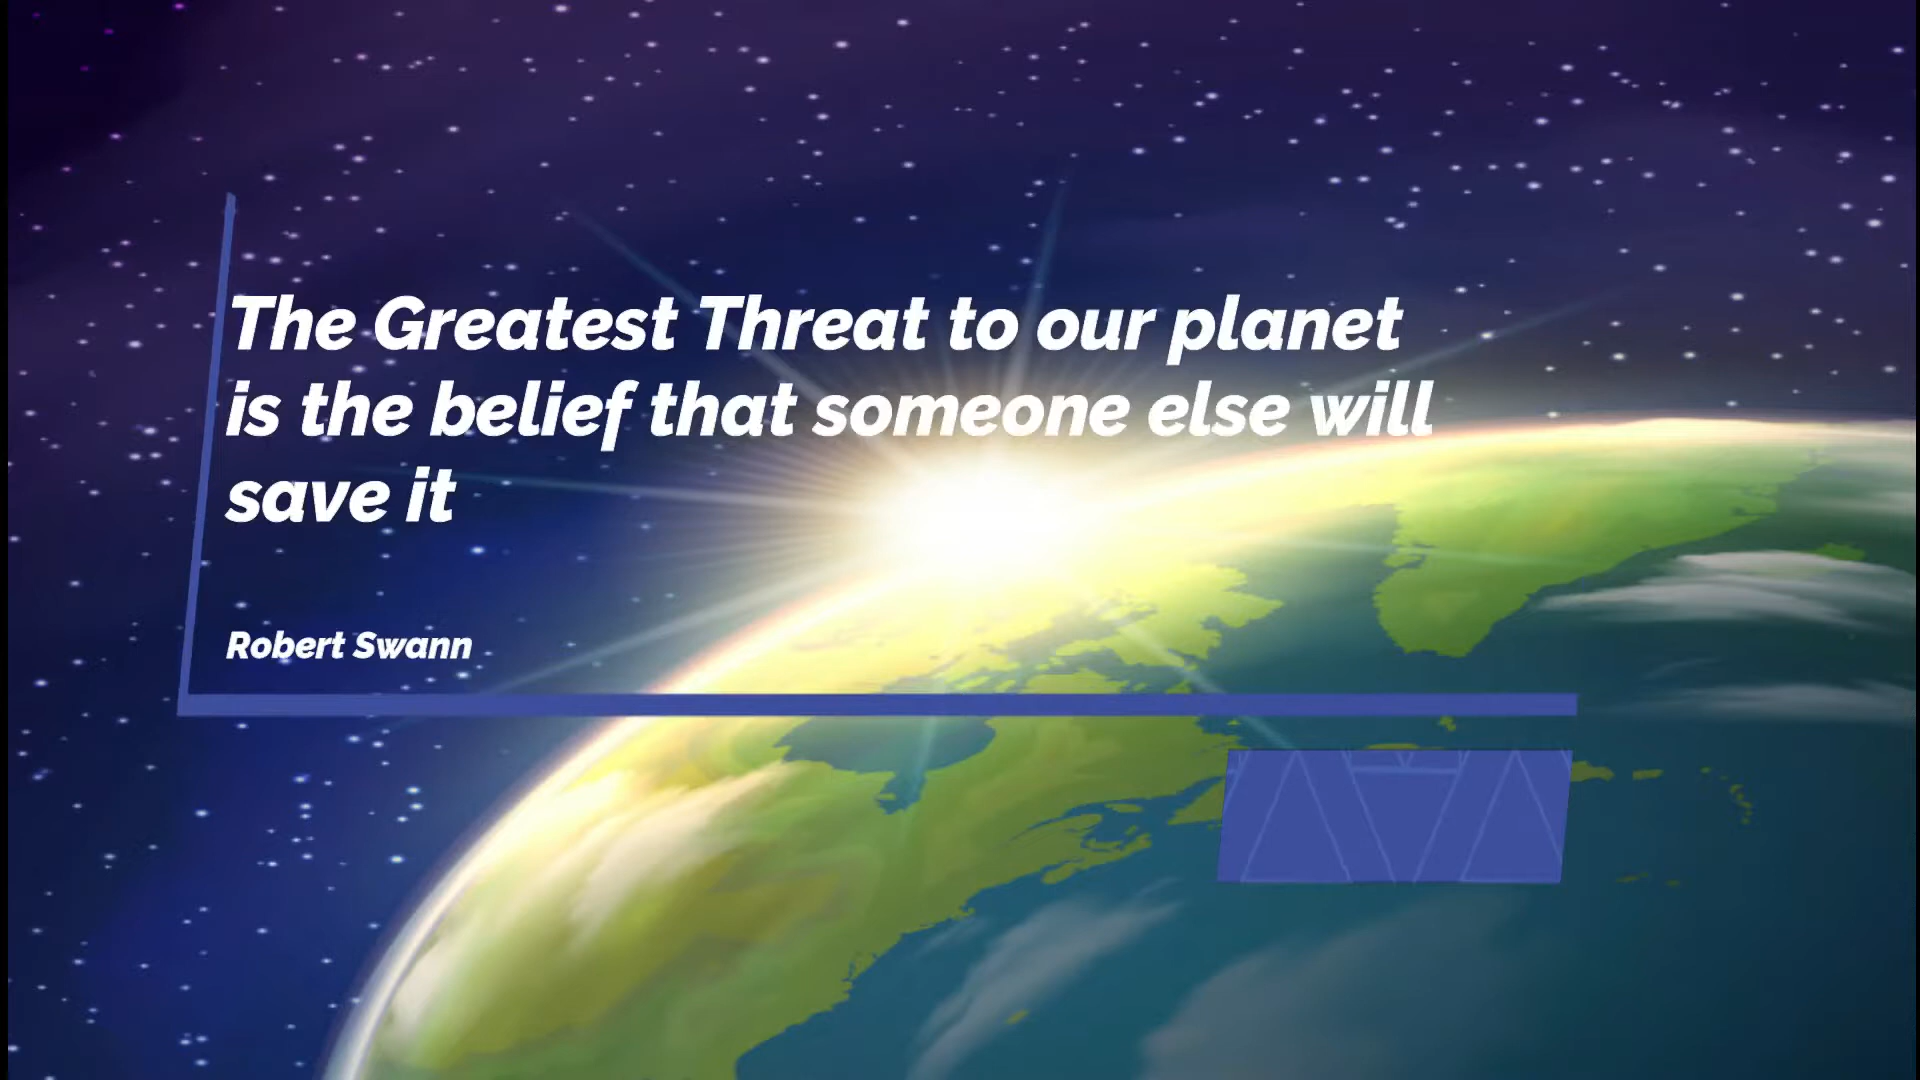 The Greatest Threat to our planet
is the belief that someone else will
save it
Robert Swann